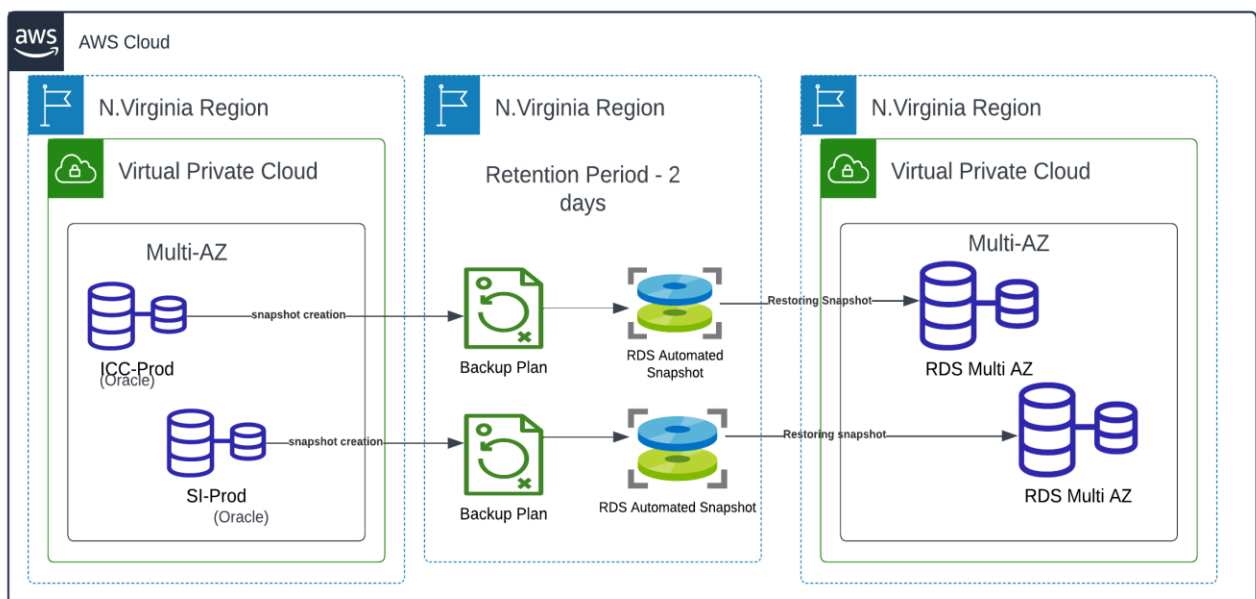 aws
AWS Cloud
N.Virginia Region
Virtual Private Cloud
Multi-AZ
snapshot creation
ICC-Prod
(Oracle)
snapshot creation
SI-Prod
(Oracle)
N.Virginia Region
Retention Period - 2
days
Backup Plan
RDS Automated
Snapshot
Backup Plan
RDS Automated Snapshot
N.Virginia Region
Virtual Private Cloud
Multi-AZ
Restoring Snapshot
RDS Multi AZ
Restoring snapshot
RDS Multi AZ